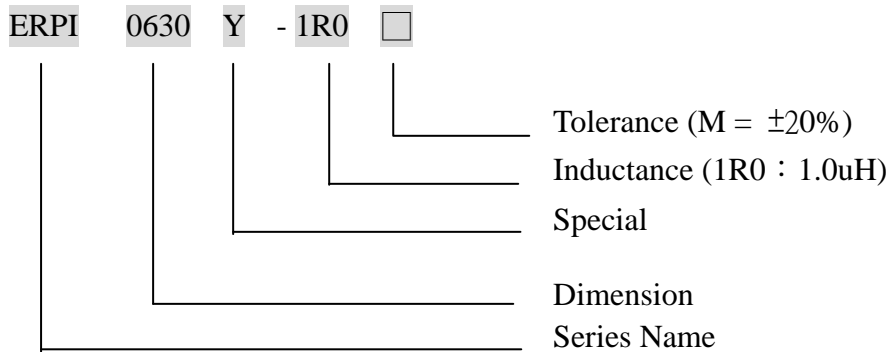 ERPI 0630 Y - 1R0 □
Tolerance (M = ±20%)
Inductance (1R0：1.0uH)
Special
Dimension
Series Name